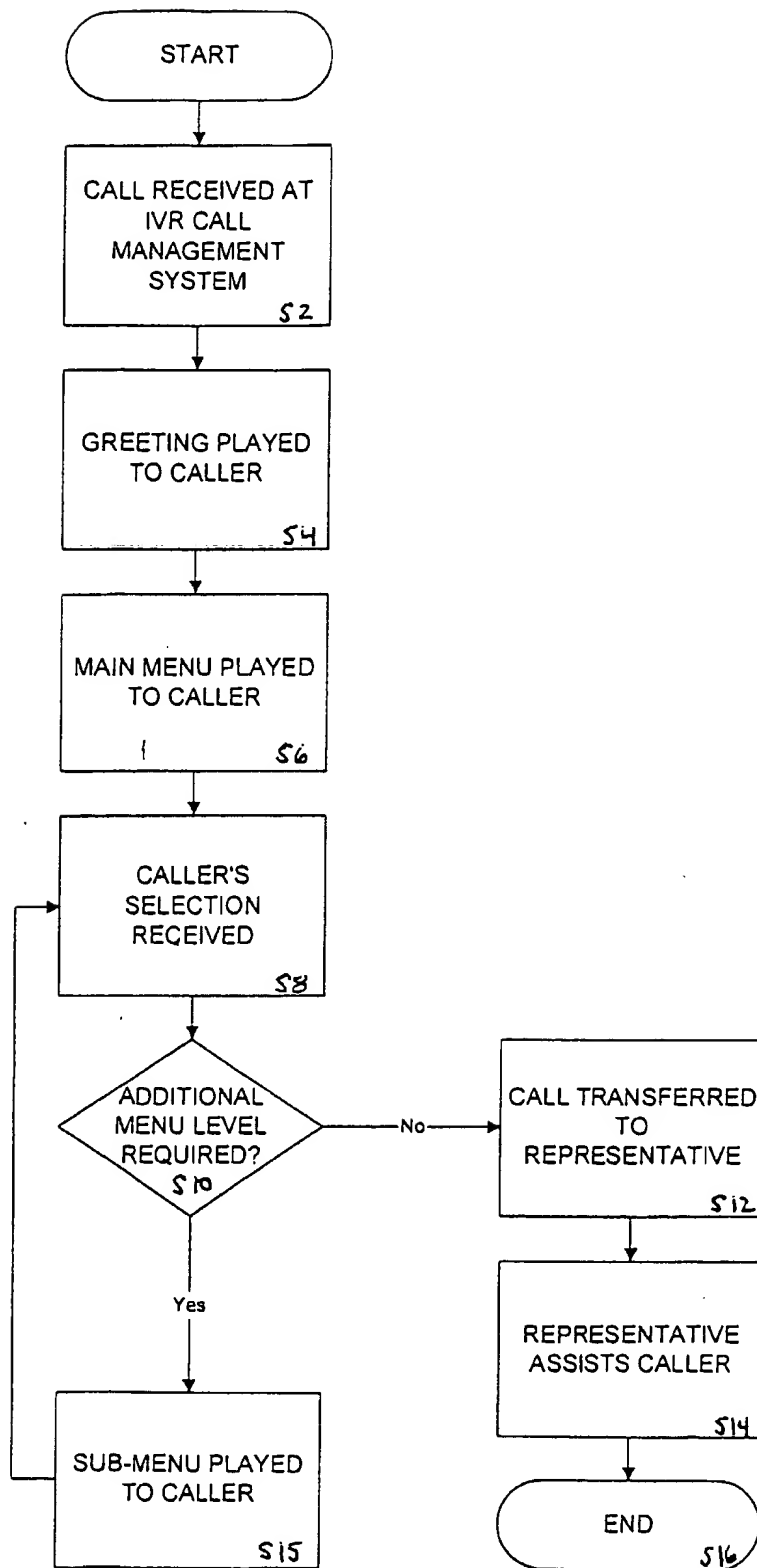 START
CALL RECEIVED AT
IVR CALL
MANAGEMENT
SYSTEM
S2
GREETING PLAYED
TO CALLER
S4
MAIN MENU PLAYED
TO CALLER
S6
CALLER'S
SELECTION
RECEIVED
S8
ADDITIONAL
MENU LEVEL
REQUIRED?
S10
No
CALL TRANSFERRED
TO
REPRESENTATIVE
S12
Yes
REPRESENTATIVE
ASSISTS CALLER
S14
SUB-MENU PLAYED
TO CALLER
S15
END
S16